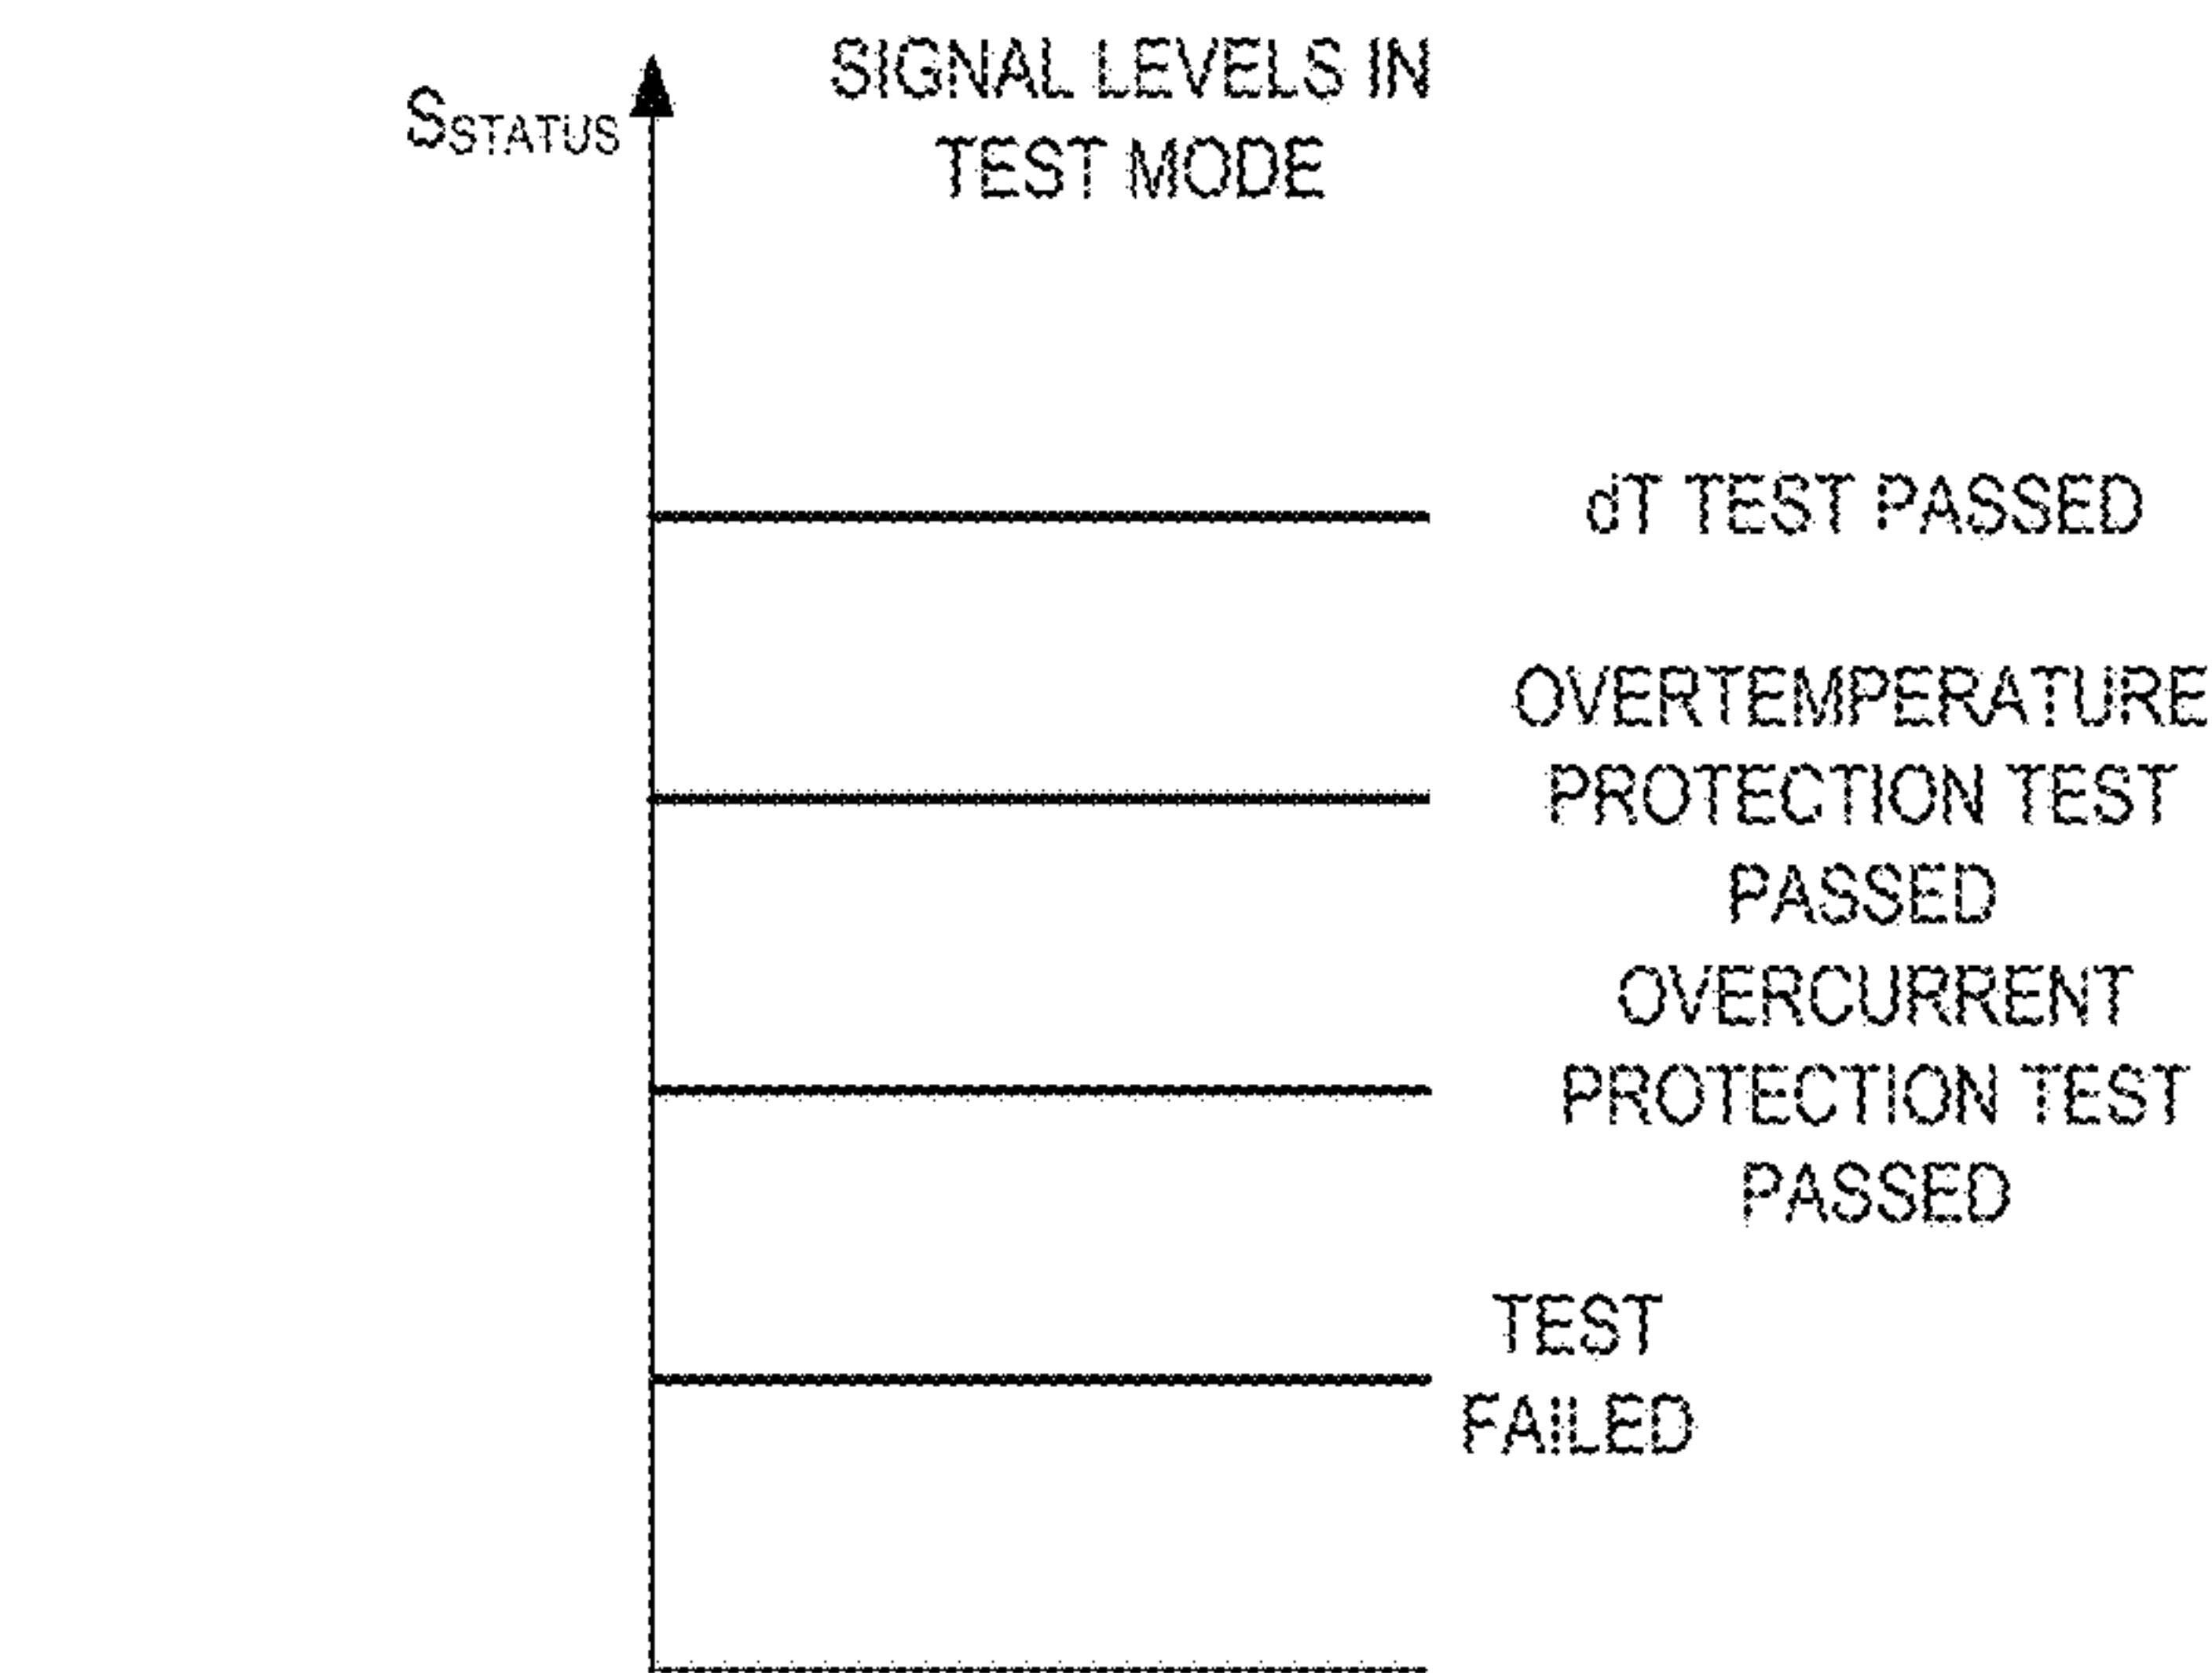 SIGNAL LEVELS IN
TEST MODE
SSTATUS
dT TEST PASSED
OVERTEMPERATURE
PROTECTION TEST
PASSED
OVERCURRENT
PROTECTION TEST
PASSED
TEST
FAILED